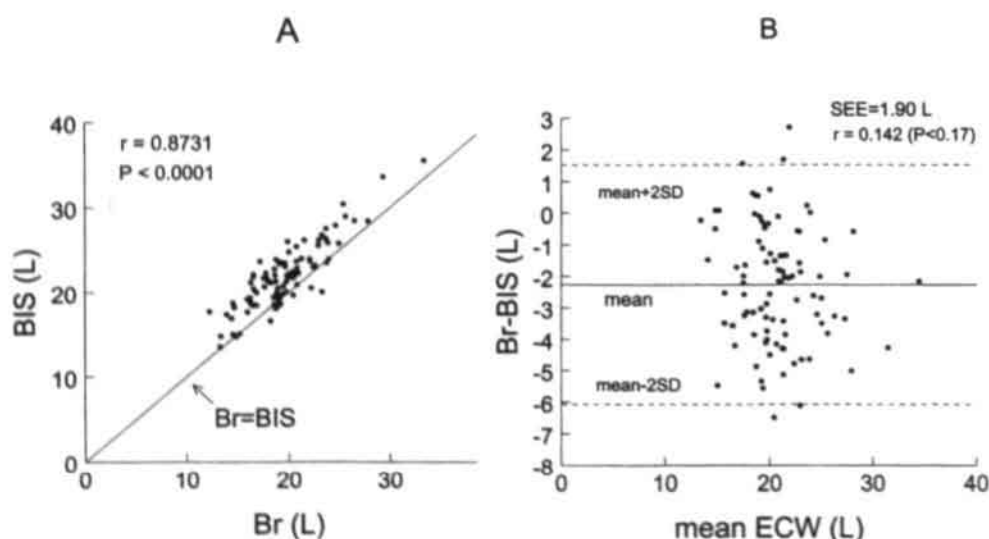 A
r = 0.8731
P < 0.0001
40
30
20
10
0
BIS (L)
Br=BIS
0 10 20 30
Br (L)
B
SEE=1.90 L
r = 0.142 (P<0.17)
3
2
1
0
-1
-2
-3
-4
-5
-6
-7
-8
Br-BIS (L)
mean+2SD
mean
mean-2SD
0 10 20 30 40
mean ECW (L)